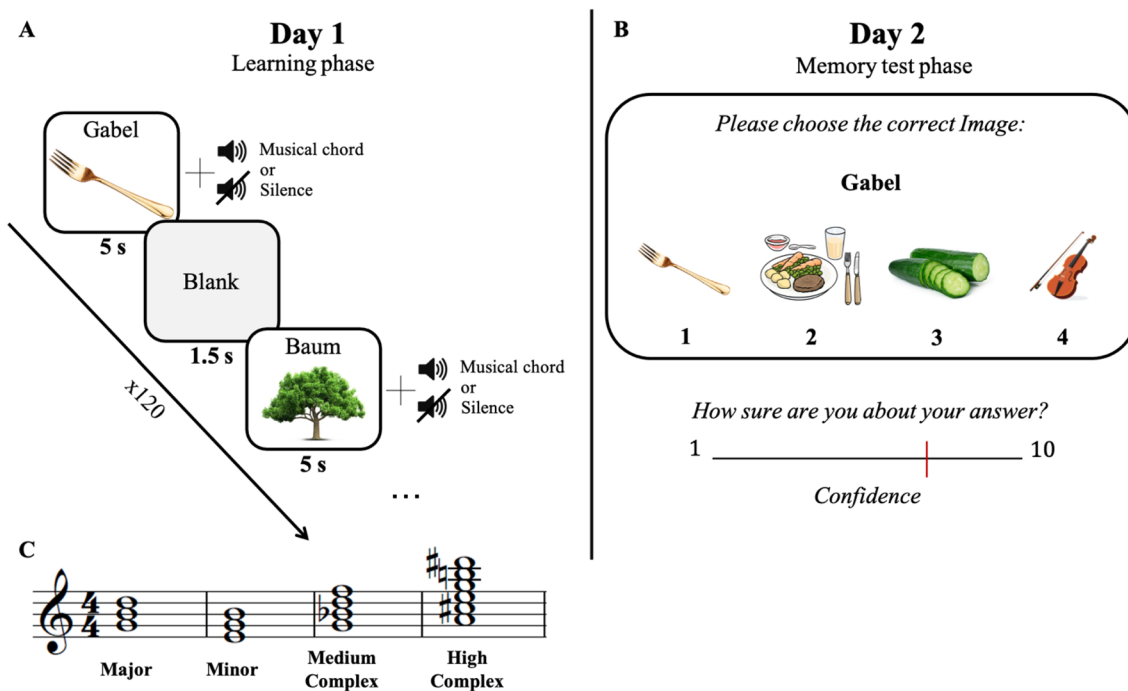 A
Day 1
Learning phase
Gabel
Musical chord
or
Silence
5 s
Blank
1.5 s
Baum
Musical chord
or
Silence
5 s
x120
...
B
Day 2
Memory test phase
Please choose the correct Image:
Gabel
1 2 3 4
How sure are you about your answer?
1 10
Confidence
C
4
4
Major Minor Medium Complex High Complex